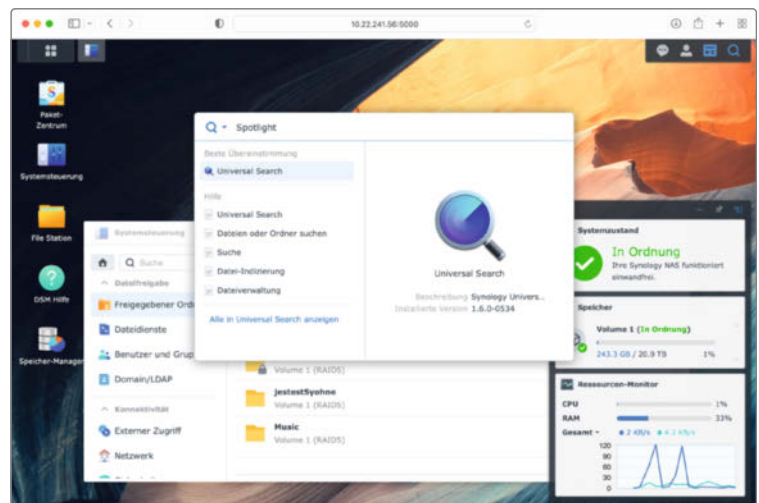 10.22.241.56:5000
Paket-
Zentrum
Systemsteuerung
File Station
DSM Hilfe
Speicher-Manager
Spotlight
Beste Übereinstimmung
Universal Search
Hilfe
Universal Search
Dateien oder Ordner suchen
Suche
Datei-Indizierung
Dateiverwaltung
Alle in Universal Search anzeigen
Universal Search
Beschreibung Synology Univers...
Installierte Version 1.6.0-0534
Systemsteuerung
Suche
Dateifreigabe
Freigegebener Ord
Dateidienste
Benutzer und Grup
Domain/LDAP
Konnektivität
Externer Zugriff
Netzwerk
Volume 1 (RAID5)
jestestSyohne
Volume 1 (RAID5)
Music
Volume 1 (RAID5)
Systemzustand
In Ordnung
Ihre Synology NAS funktioniert
einwandfrei.
Speicher
Volume 1 (In Ordnung)
243.3 GB / 20.9 TB 1%
Ressourcen-Monitor
CPU 1%
RAM 33%
Gesamt 2 KB/s 4.2 KB/s
120
90
60
30
0